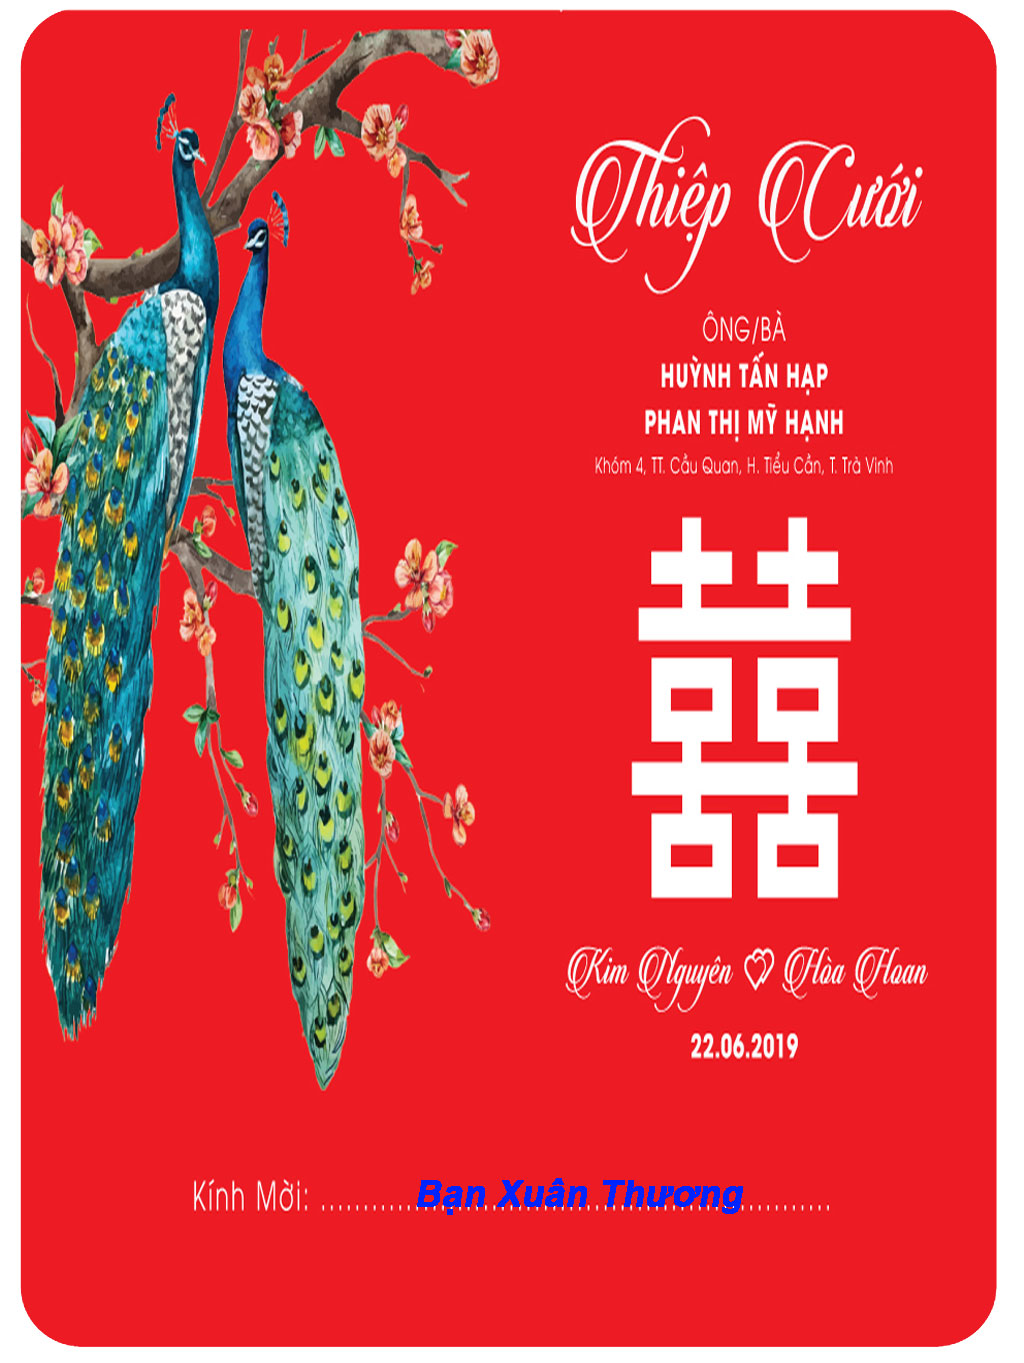 Thiệp Cưới
ÔNG/BÀ
HUỲNH TẤN HẠP
PHAN THỊ MỸ HẠNH
Khóm 4, TT. Cầu Quan, H. Tiểu Cần, T. Trà Vinh
囍
Kim Nguyên Hòa Hoan
22.06.2019
Kính Mời: Bạn Xuân Thương